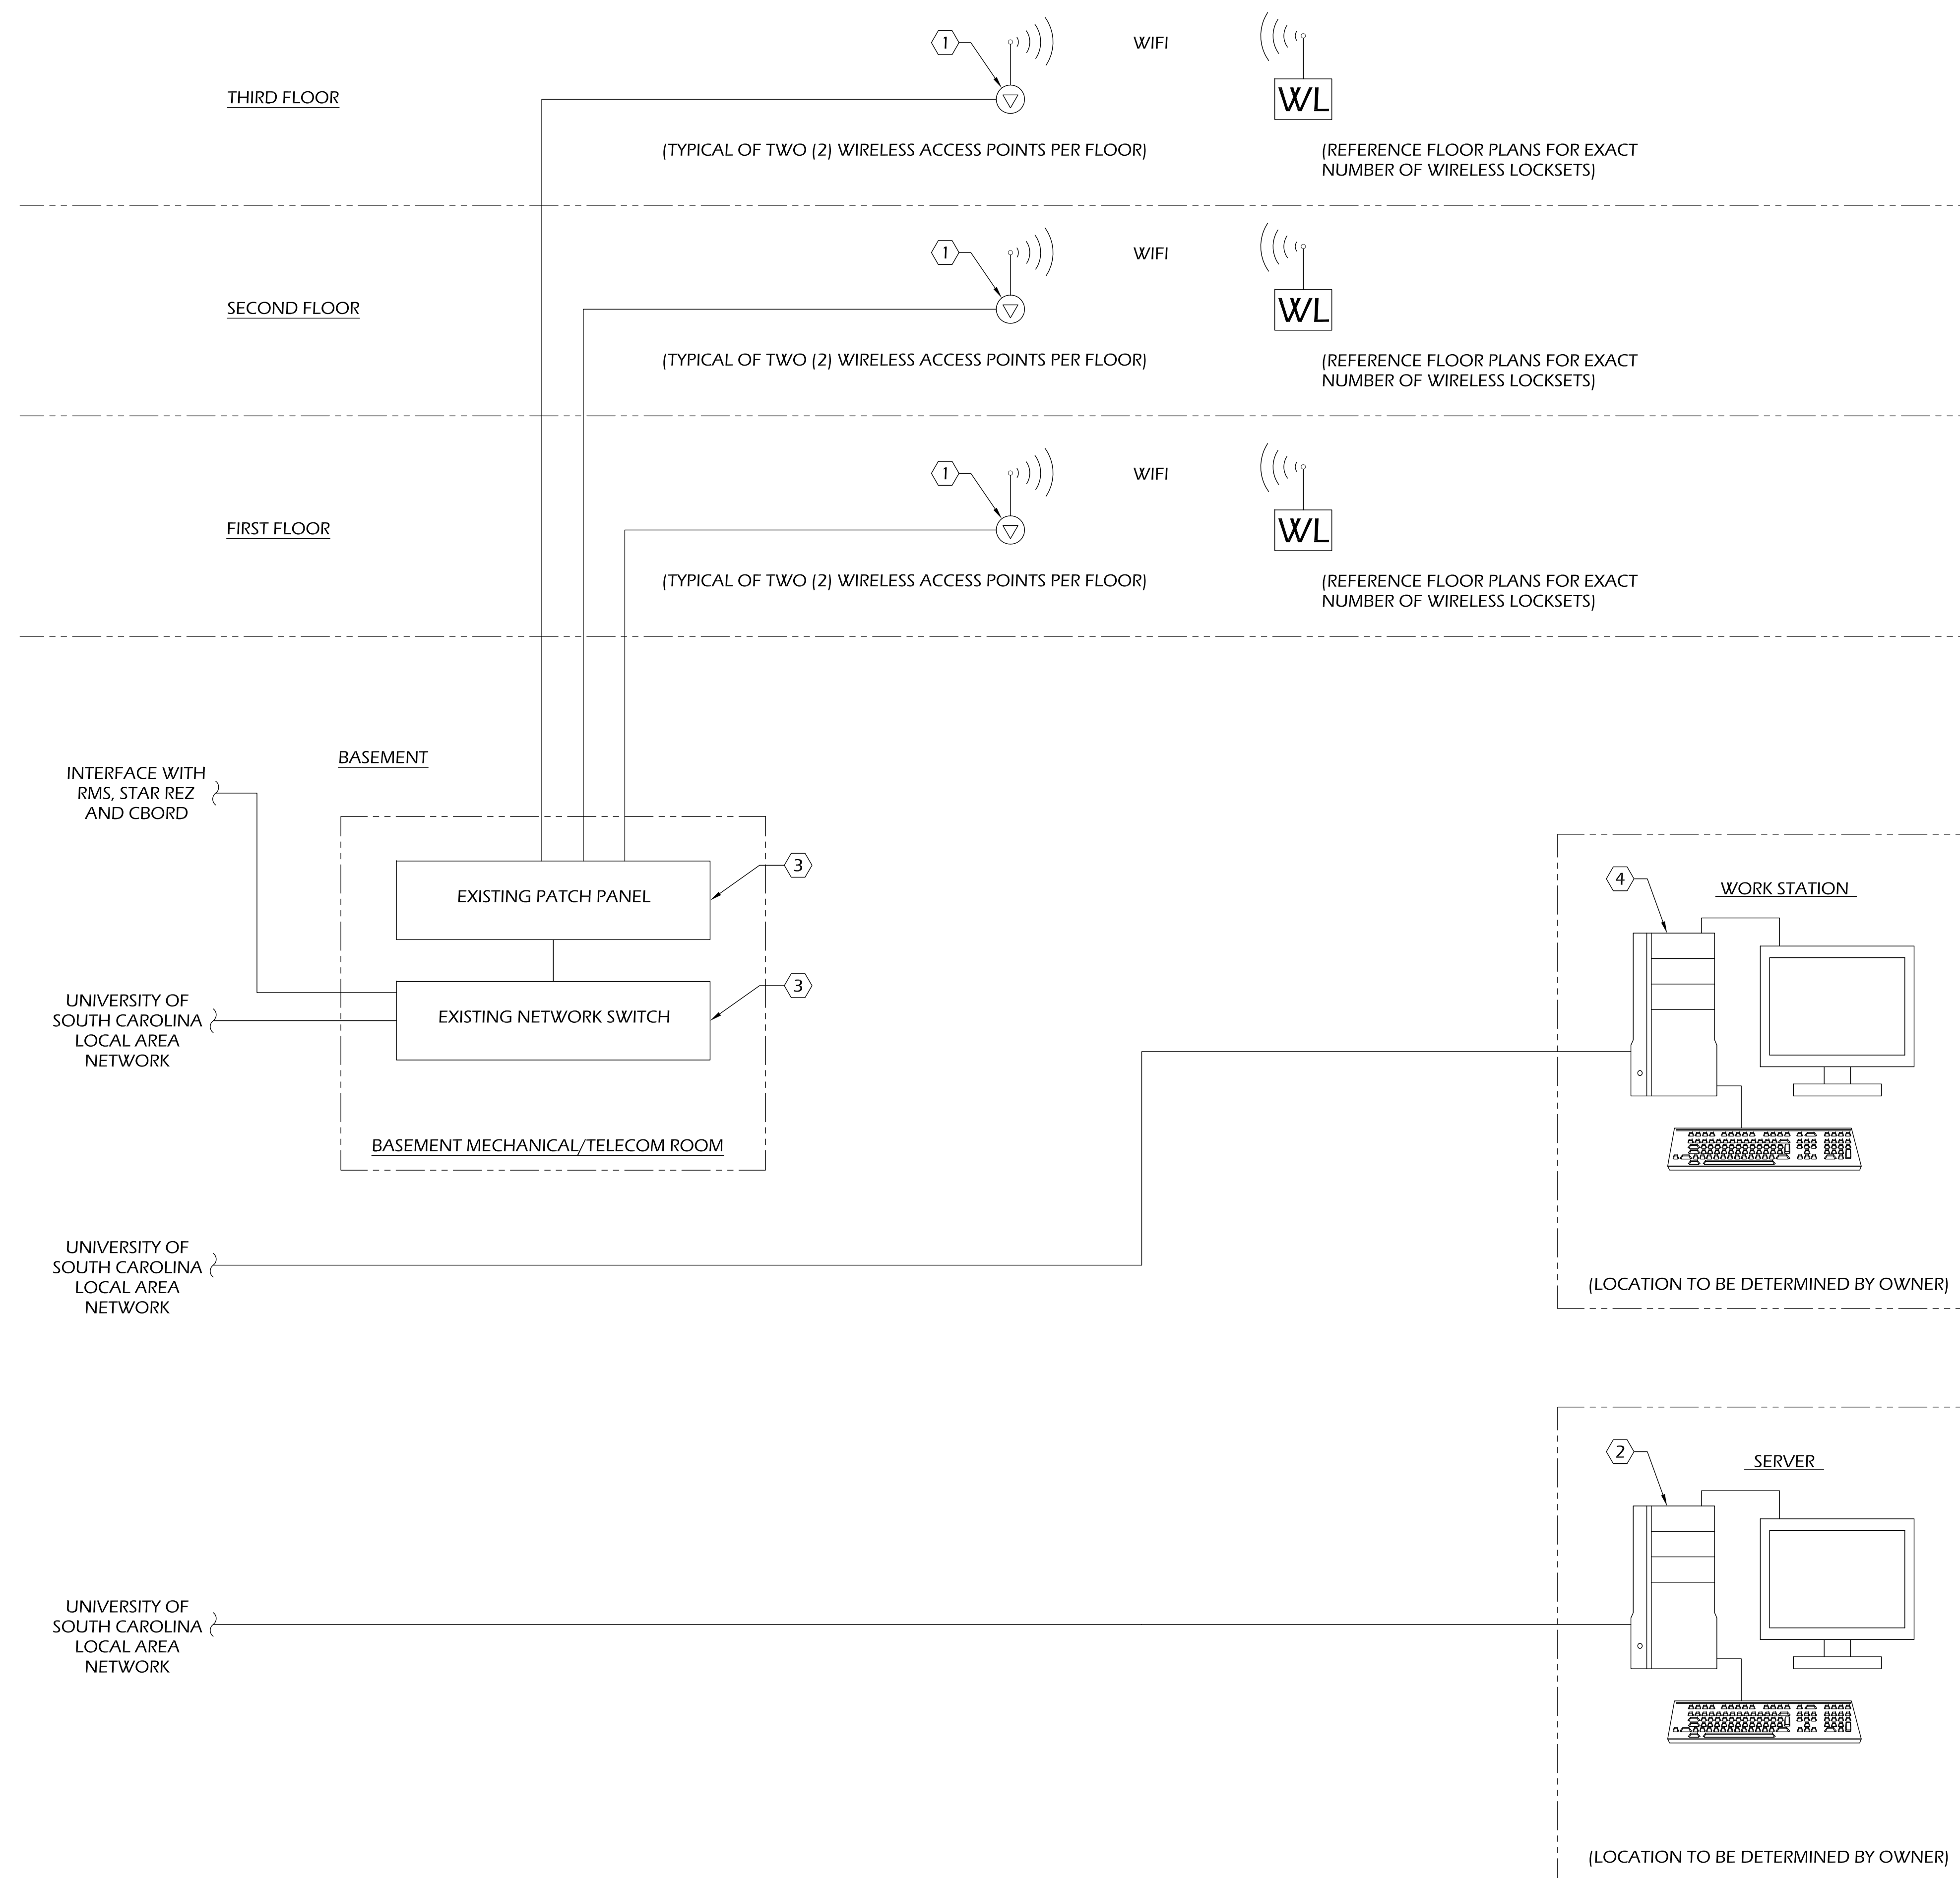 1
WIFI
WL
THIRD FLOOR
(TYPICAL OF TWO (2) WIRELESS ACCESS POINTS PER FLOOR)
(REFERENCE FLOOR PLANS FOR EXACT
NUMBER OF WIRELESS LOCKSETS)
1
WIFI
WL
SECOND FLOOR
(TYPICAL OF TWO (2) WIRELESS ACCESS POINTS PER FLOOR)
(REFERENCE FLOOR PLANS FOR EXACT
NUMBER OF WIRELESS LOCKSETS)
1
WIFI
WL
FIRST FLOOR
(TYPICAL OF TWO (2) WIRELESS ACCESS POINTS PER FLOOR)
(REFERENCE FLOOR PLANS FOR EXACT
NUMBER OF WIRELESS LOCKSETS)
BASEMENT
INTERFACE WITH
RMS, STAR REZ
AND CBORD
3
EXISTING PATCH PANEL
4
WORK STATION
3
UNIVERSITY OF
SOUTH CAROLINA
LOCAL AREA
NETWORK
EXISTING NETWORK SWITCH
BASEMENT MECHANICAL/TELECOM ROOM
UNIVERSITY OF
SOUTH CAROLINA
LOCAL AREA
NETWORK
(LOCATION TO BE DETERMINED BY OWNER)
2
SERVER
UNIVERSITY OF
SOUTH CAROLINA
LOCAL AREA
NETWORK
(LOCATION TO BE DETERMINED BY OWNER)